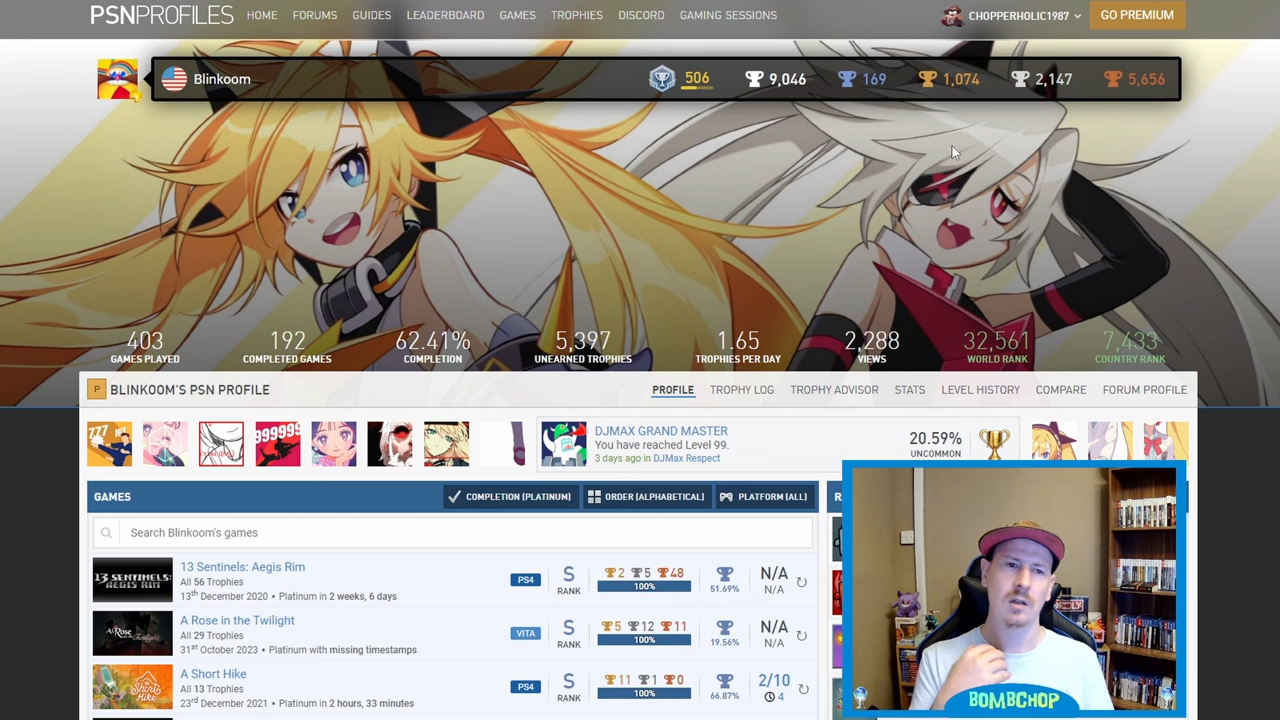 PSNPROFILES HOME FORUMS GUIDES LEADERBOARD GAMES TROPHIES DISCORD GAMING SESSIONS CHOPPERHOLIC1987 GO PREMIUM
Blinkoom 506 9,046 169 1,074 2,147 5,656
403 192 62.41% 5,397 1.65 2,288 32,561 7,433
GAMES PLAYED COMPLETED GAMES COMPLETION UNEARNED TROPHIES TROPHIES PER DAY VIEWS WORLD RANK COUNTRY RANK
P BLINKOOM'S PSN PROFILE PROFILE TROPHY LOG TROPHY ADVISOR STATS LEVEL HISTORY COMPARE FORUM PROFILE
777 HIT 999999
DJMAX GRAND MASTER
You have reached Level 99.
3 days ago in DJMax Respect
20.59%
UNCOMMON
GAMES COMPLETION (PLATINUM) ORDER (ALPHABETICAL) PLATFORM (ALL) R
Search Blinkoom's games
13 SENTINELS:
AEGIS RIM
13 Sentinels: Aegis Rim
All 56 Trophies
13th December 2020 • Platinum in 2 weeks, 6 days
PS4 S RANK 2 5 48 100% 51.69% N/A N/A
A Rose in the Twilight
All 29 Trophies
31st October 2023 • Platinum with missing timestamps
VITA S RANK 5 12 11 100% 19.56% N/A N/A
A Short Hike
All 13 Trophies
23rd December 2021 • Platinum in 2 hours, 33 minutes
PS4 S RANK 11 1 0 100% 66.87% 2/10 4
BOMBCHOP